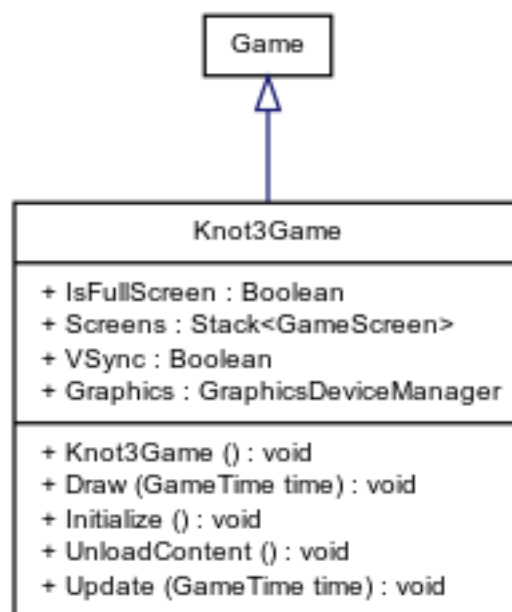 Game
Knot3Game
+ IsFullScreen : Boolean
+ Screens : Stack<GameScreen>
+ VSync : Boolean
+ Graphics : GraphicsDeviceManager
+ Knot3Game () : void
+ Draw (GameTime time) : void
+ Initialize () : void
+ UnloadContent () : void
+ Update (GameTime time) : void